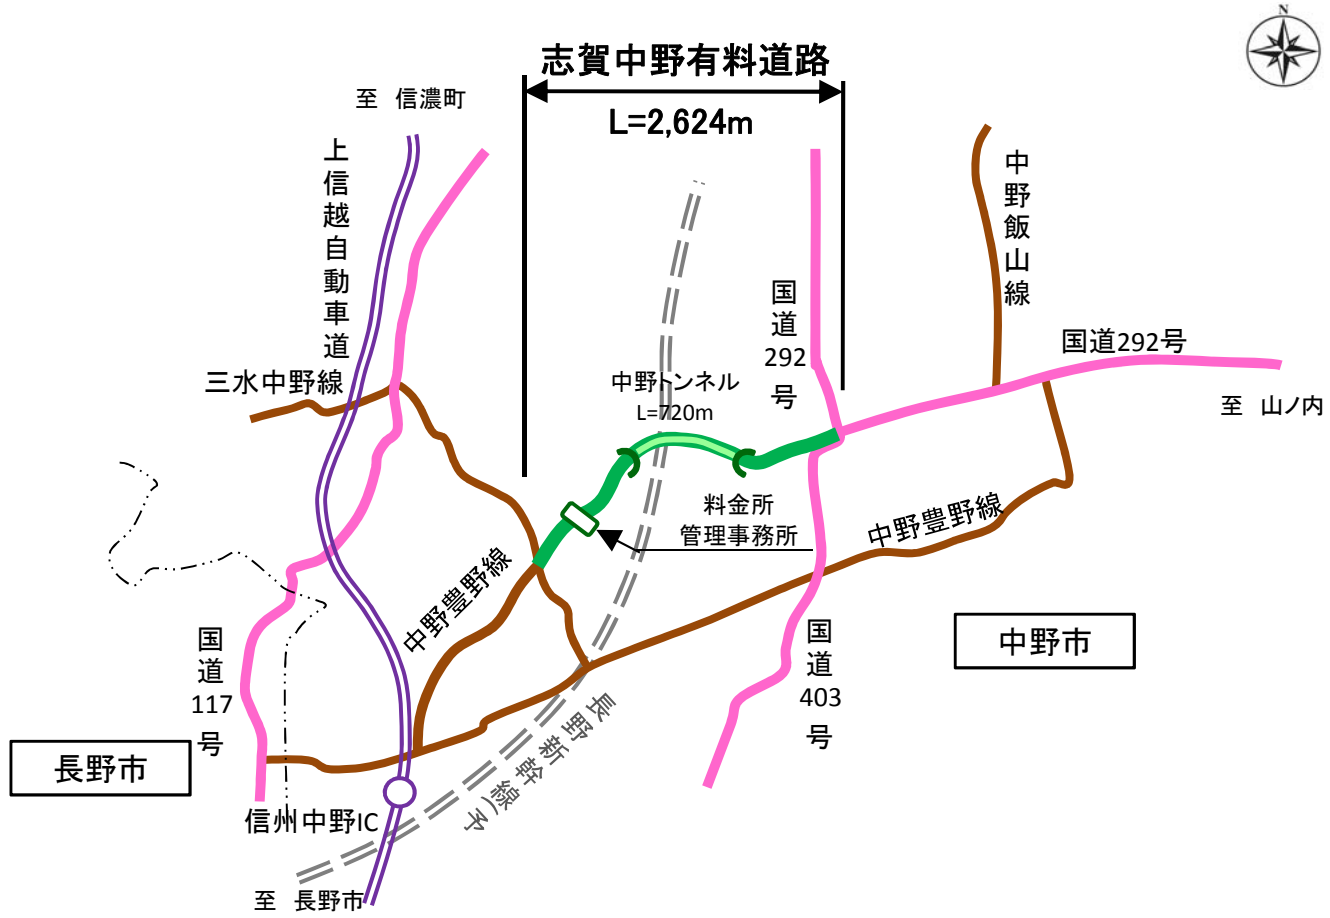 N
志賀中野有料道路
L=2,624m
至 信濃町
上信越自動車道
中野飯山線
国道292号
国道292号
至 山ノ内
三水中野線
中野トンネル
L=720m
料金所
管理事務所
中野豊野線
中野豊野線
国道117号
国道403号
中野市
長野市
長野新幹線(予
信州中野IC
至 長野市